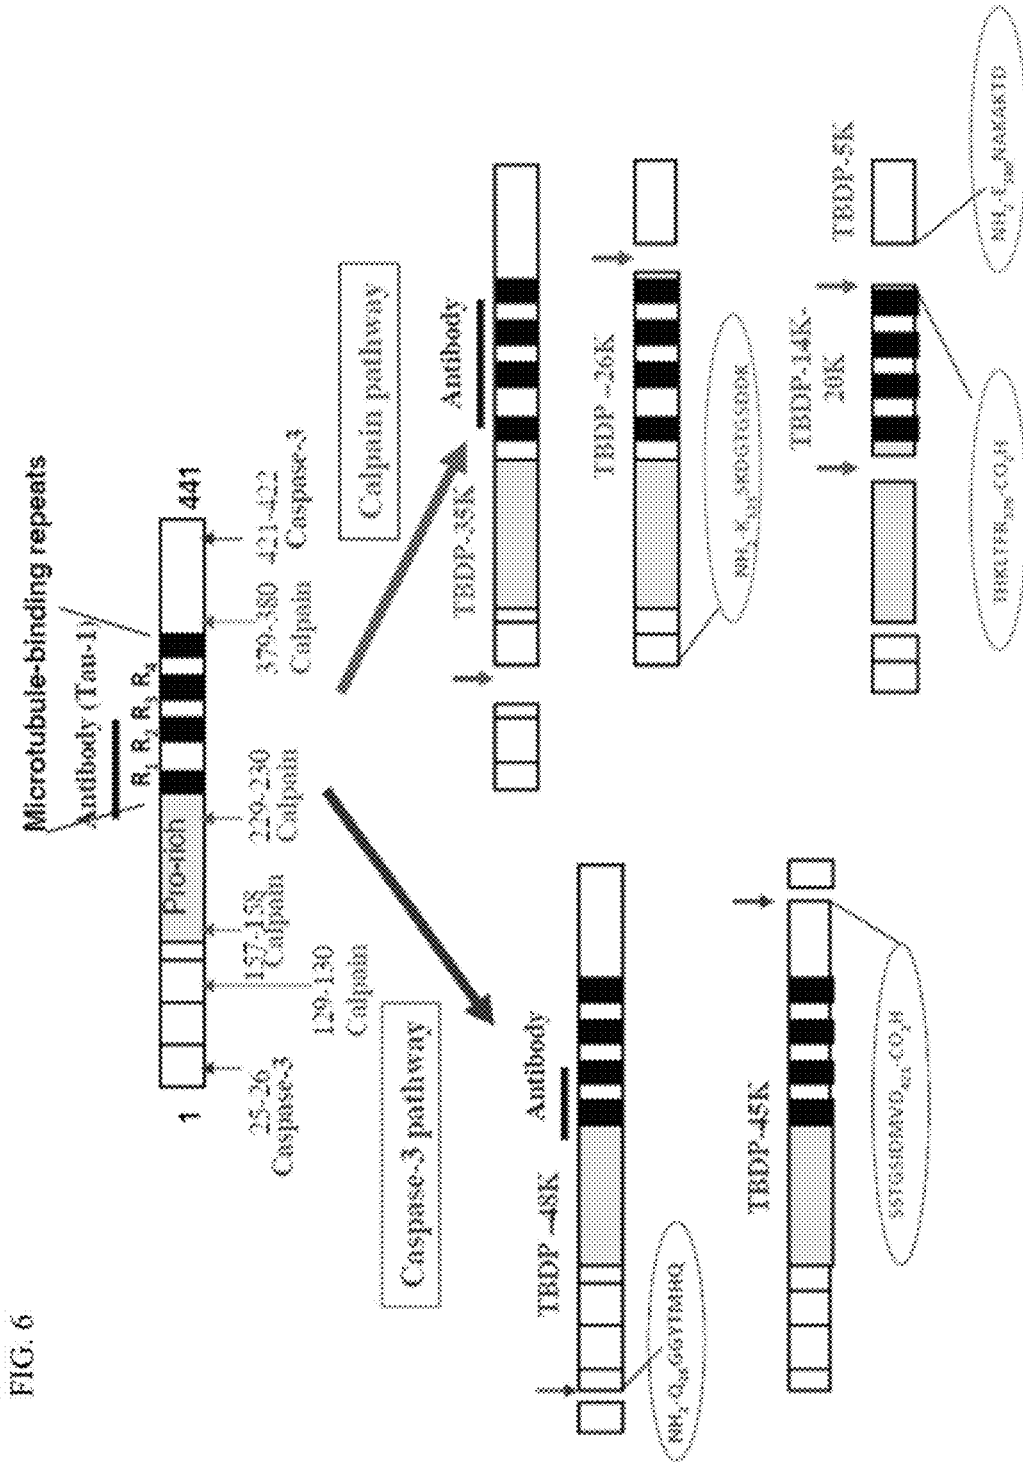 FIG. 6
Microtubule-binding repeats
Antibody (Tau-1)
R₁ R₂ R₃ R₄
1
Pro-rich
441
25-26
Caspase-3
129-130
Calpain
157-158
Calpain
229-230
Calpain
379-380
Calpain
421-422
Caspase-3
Caspase-3 pathway
TBDP -48K
Antibody
TBDP-45K
Calpain pathway
TBDP-35K
Antibody
TBDP -26K
TBDP-14K-
20K
TBDP-5K